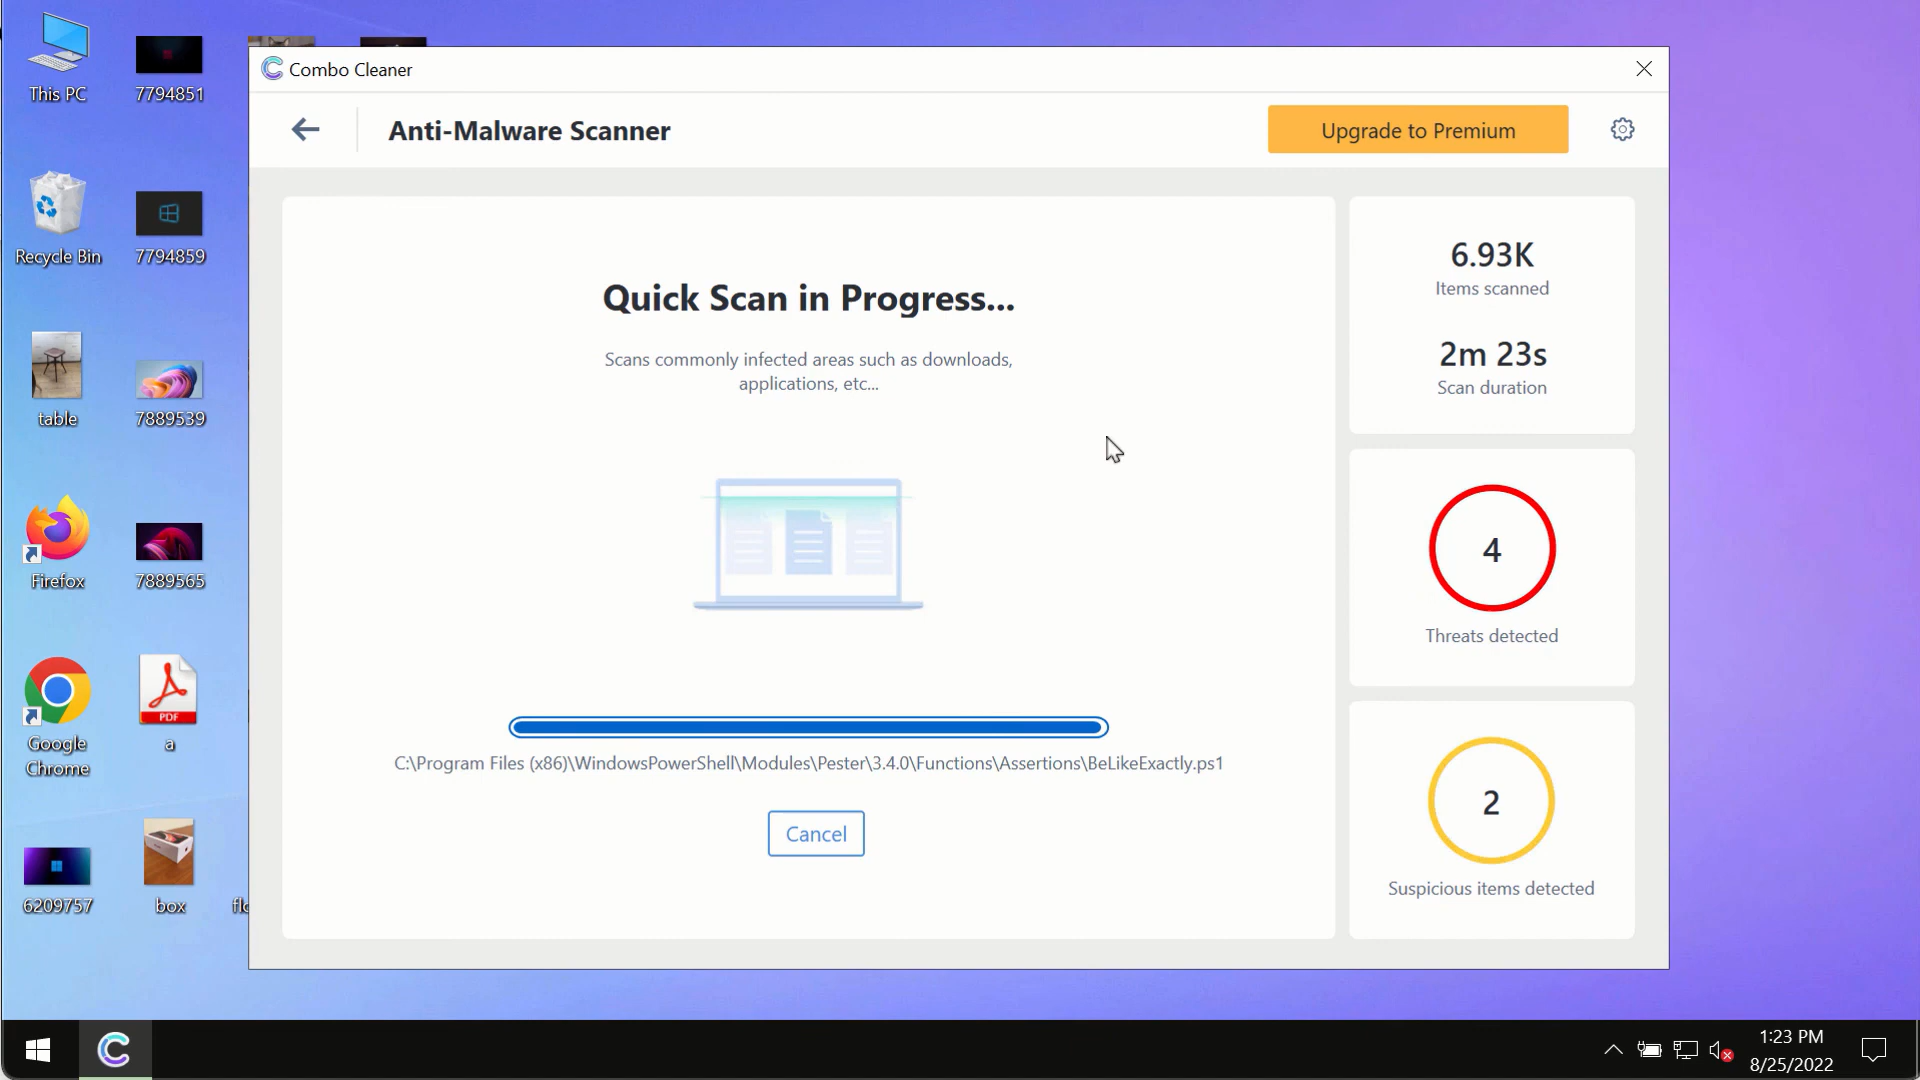 This PC
7794851
Recycle Bin
7794859
table
7889539
Firefox
7889565
Google
Chrome
PDF
a
6209757
box
Combo Cleaner
Anti-Malware Scanner
Upgrade to Premium
Quick Scan in Progress...
Scans commonly infected areas such as downloads,
applications, etc...
C:\Program Files (x86)\WindowsPowerShell\Modules\Pester\3.4.0\Functions\Assertions\BeLikeExactly.ps1
Cancel
6.93K
Items scanned
2m 23s
Scan duration
4
Threats detected
2
Suspicious items detected
1:23 PM
8/25/2022